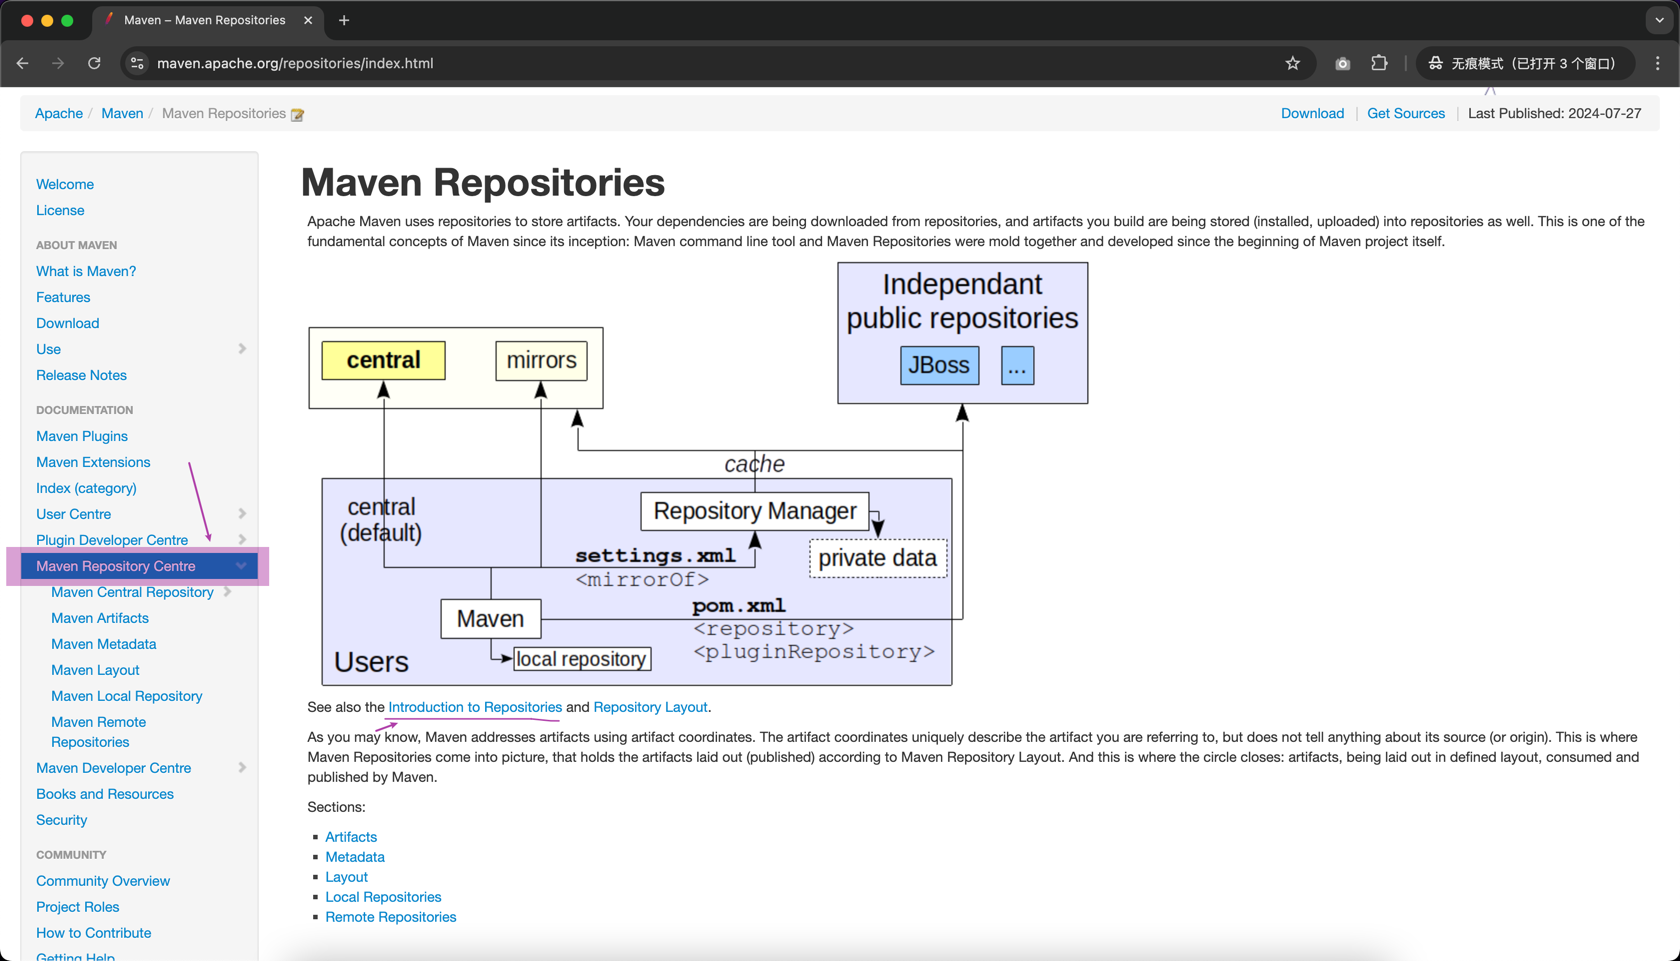 Maven – Maven Repositories
maven.apache.org/repositories/index.html
无痕模式（已打开 3 个窗口）
Apache / Maven / Maven Repositories
Download | Get Sources | Last Published: 2024-07-27
Welcome
License
ABOUT MAVEN
What is Maven?
Features
Download
Use
Release Notes
DOCUMENTATION
Maven Plugins
Maven Extensions
Index (category)
User Centre
Plugin Developer Centre
Maven Repository Centre
Maven Central Repository
Maven Artifacts
Maven Metadata
Maven Layout
Maven Local Repository
Maven Remote
Repositories
Maven Developer Centre
Books and Resources
Security
COMMUNITY
Community Overview
Project Roles
How to Contribute
Getting Help
Maven Repositories
Apache Maven uses repositories to store artifacts. Your dependencies are being downloaded from repositories, and artifacts you build are being stored (installed, uploaded) into repositories as well. This is one of the
fundamental concepts of Maven since its inception: Maven command line tool and Maven Repositories were mold together and developed since the beginning of Maven project itself.
Independant
public repositories
JBoss
...
central
mirrors
cache
central
(default)
Repository Manager
private data
settings.xml
<mirrorOf>
pom.xml
<repository>
<pluginRepository>
Maven
local repository
Users
See also the Introduction to Repositories and Repository Layout.
As you may know, Maven addresses artifacts using artifact coordinates. The artifact coordinates uniquely describe the artifact you are referring to, but does not tell anything about its source (or origin). This is where
Maven Repositories come into picture, that holds the artifacts laid out (published) according to Maven Repository Layout. And this is where the circle closes: artifacts, being laid out in defined layout, consumed and
published by Maven.
Sections:
Artifacts
Metadata
Layout
Local Repositories
Remote Repositories